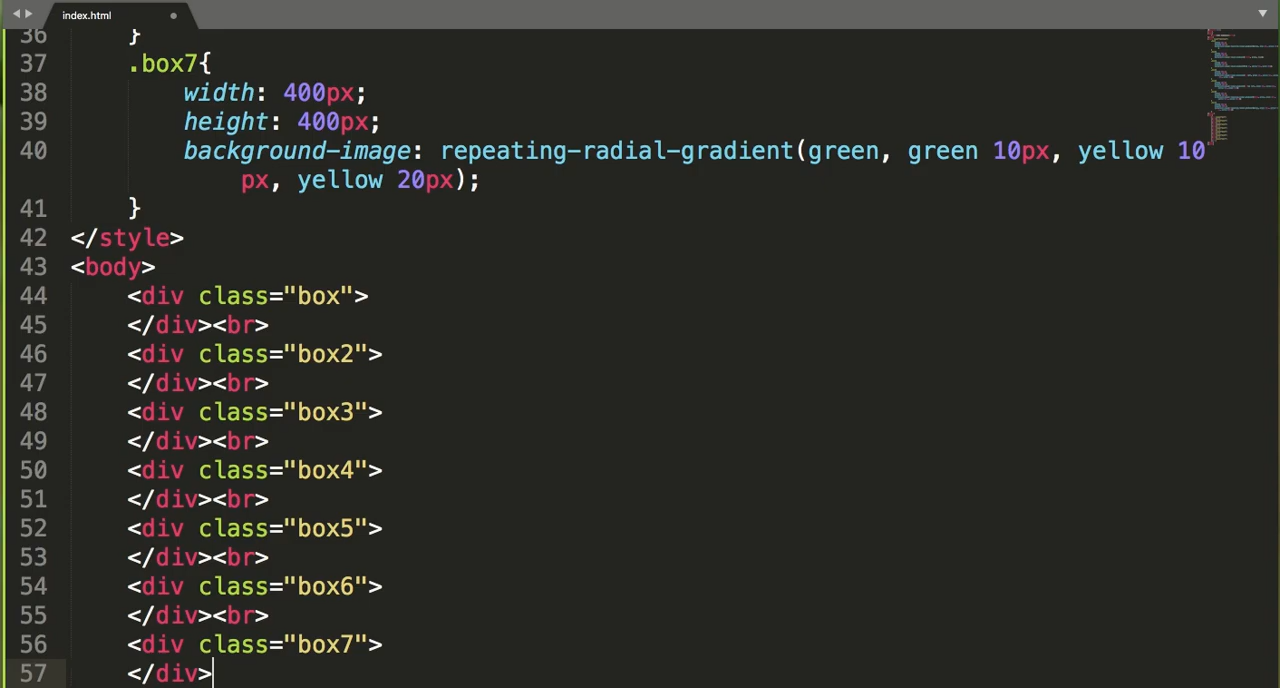 index.html
36 }
37 .box7{
38 width: 400px;
39 height: 400px;
40 background-image: repeating-radial-gradient(green, green 10px, yellow 10
px, yellow 20px);
41 }
42 </style>
43 <body>
44 <div class="box">
45 </div><br>
46 <div class="box2">
47 </div><br>
48 <div class="box3">
49 </div><br>
50 <div class="box4">
51 </div><br>
52 <div class="box5">
53 </div><br>
54 <div class="box6">
55 </div><br>
56 <div class="box7">
57 </div>